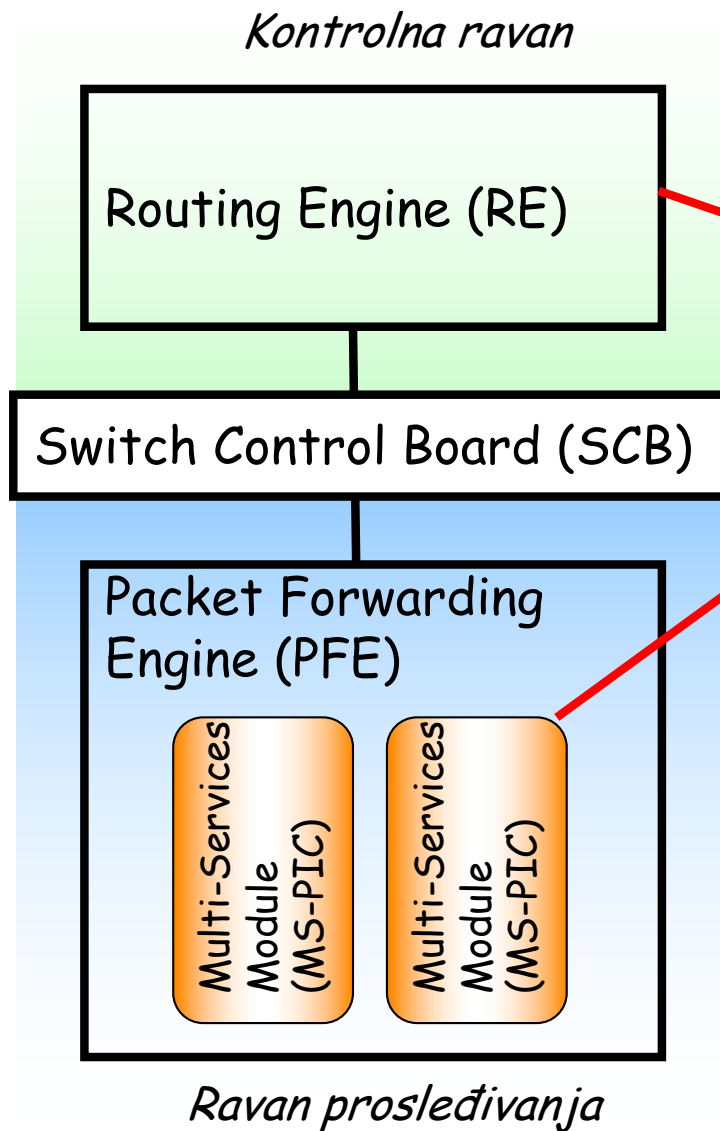 Kontrolna ravan
Routing Engine (RE)
Switch Control Board (SCB)
Packet Forwarding
Engine (PFE)
Multi-Services
Module
(MS-PIC)
Multi-Services
Module
(MS-PIC)
Ravan prosleđivanja